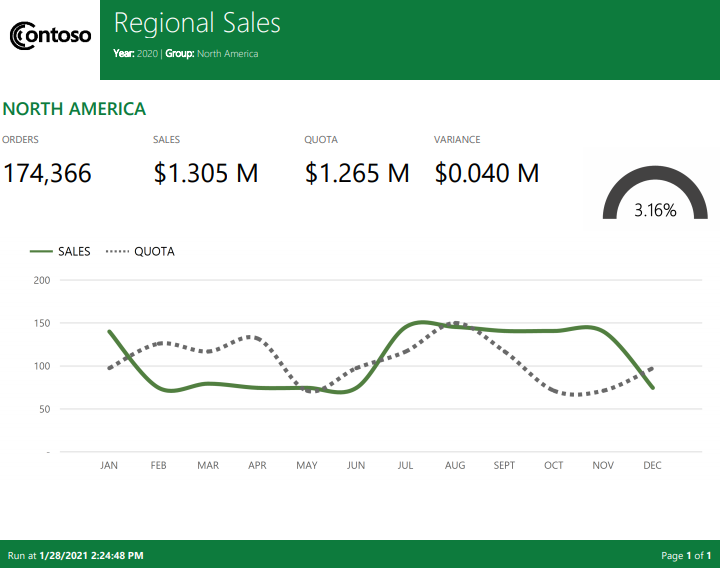 Contoso
Regional Sales
Year: 2020 | Group: North America
NORTH AMERICA
ORDERS SALES QUOTA VARIANCE
174,366 $1.305 M $1.265 M $0.040 M
3.16%
SALES QUOTA
200
150
100
50
-
JAN FEB MAR APR MAY JUN JUL AUG SEPT OCT NOV DEC
Run at 1/28/2021 2:24:48 PM Page 1 of 1